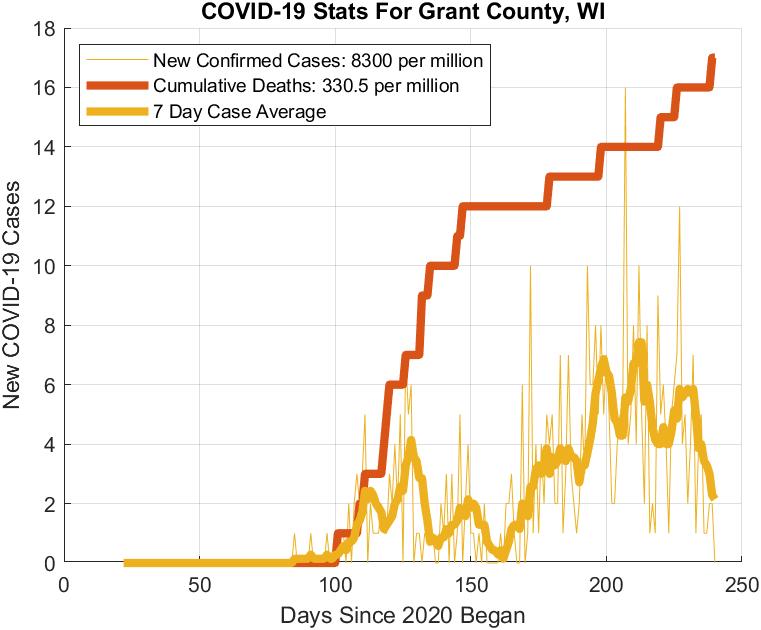 COVID-19 Stats For Grant County, WI
New Confirmed Cases: 8300 per million
Cumulative Deaths: 330.5 per million
7 Day Case Average
New COVID-19 Cases
18
16
14
12
10
8
6
4
2
0
0 50 100 150 200 250
Days Since 2020 Began